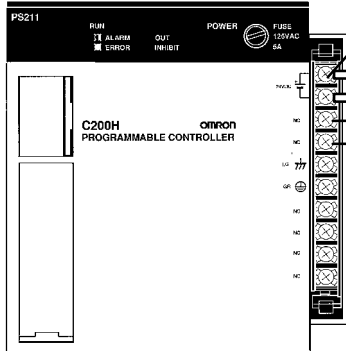 PS211
RUN
ALARM OUT
ERROR INHIBIT
POWER
FUSE
125VAC
5A
24VDC
C200H omron
PROGRAMMABLE CONTROLLER
NC
NC
LG
GR
NC
NC
NC
NC